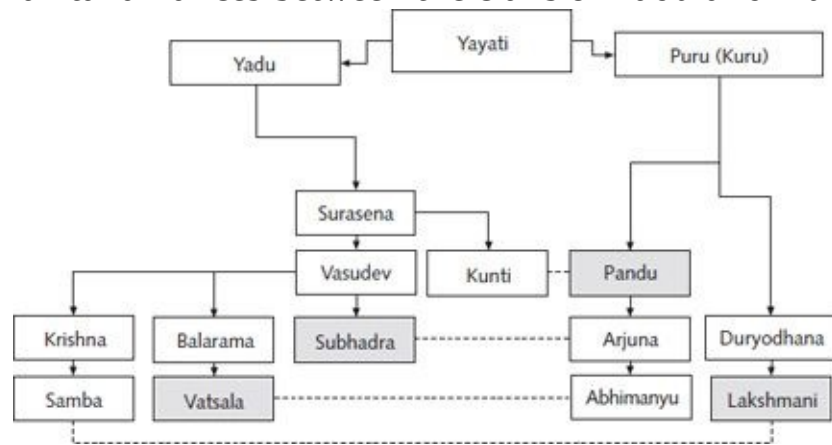 Yayati
Yadu
Puru (Kuru)
Surasena
Vasudev
Kunti
Pandu
Krishna
Balarama
Subhadra
Arjuna
Duryodhana
Samba
Vatsala
Abhimanyu
Lakshmani